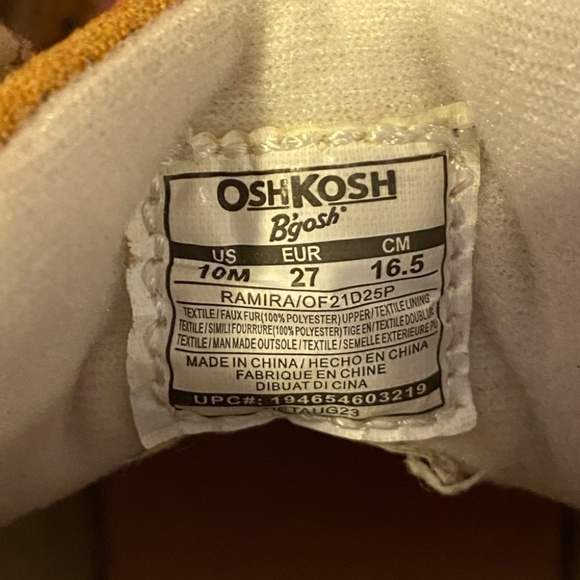 OSHKOSH
B'gosh®
US EUR CM
10M 27 16.5
RAMIRA/OF21D25P
TEXTILE/FAUX FUR(100% POLYESTER) UPPER/TEXTILE LINING
TEXTILE/SIMILI FOURRURE(100% POLYESTER) TIGE EN/TEXTILE DOUBLURE
TEXTILE/MAN MADE OUTSOLE/TEXTILE/SEMELLE EXTERIEURE PU
MADE IN CHINA/HECHO EN CHINA
FABRIQUE EN CHINE
DIBUAT DI CINA
UPC#: 194654603219